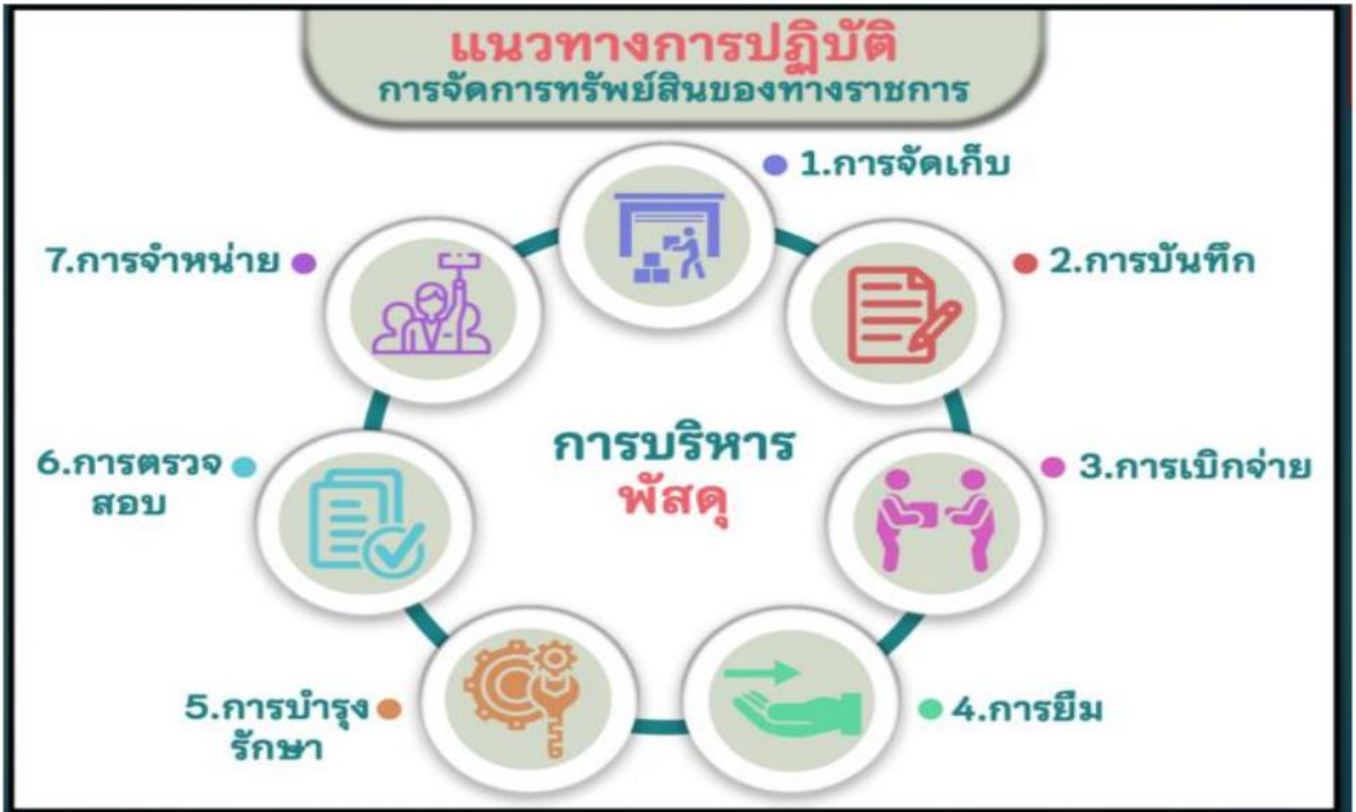 แนวทางการปฏิบัติ
การจัดการทรัพย์สินของทางราชการ
1.การจัดเก็บ
2.การบันทึก
3.การเบิกจ่าย
4.การยืม
5.การบำรุง
รักษา
6.การตรวจ
สอบ
7.การจำหน่าย
การบริหาร
พัสดุ